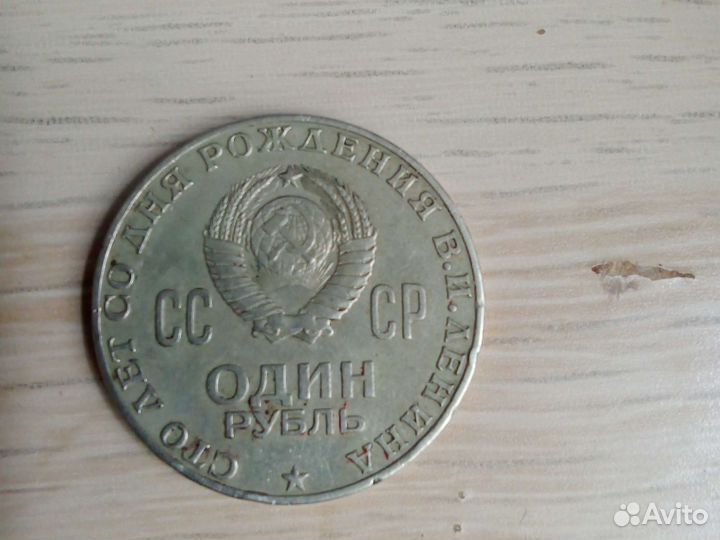 СТО ЛЕТ СО ДНЯ РОЖДЕНИЯ В.И.ЛЕНИНА
СС СР
ОДИН
РУБЛЬ
Avito